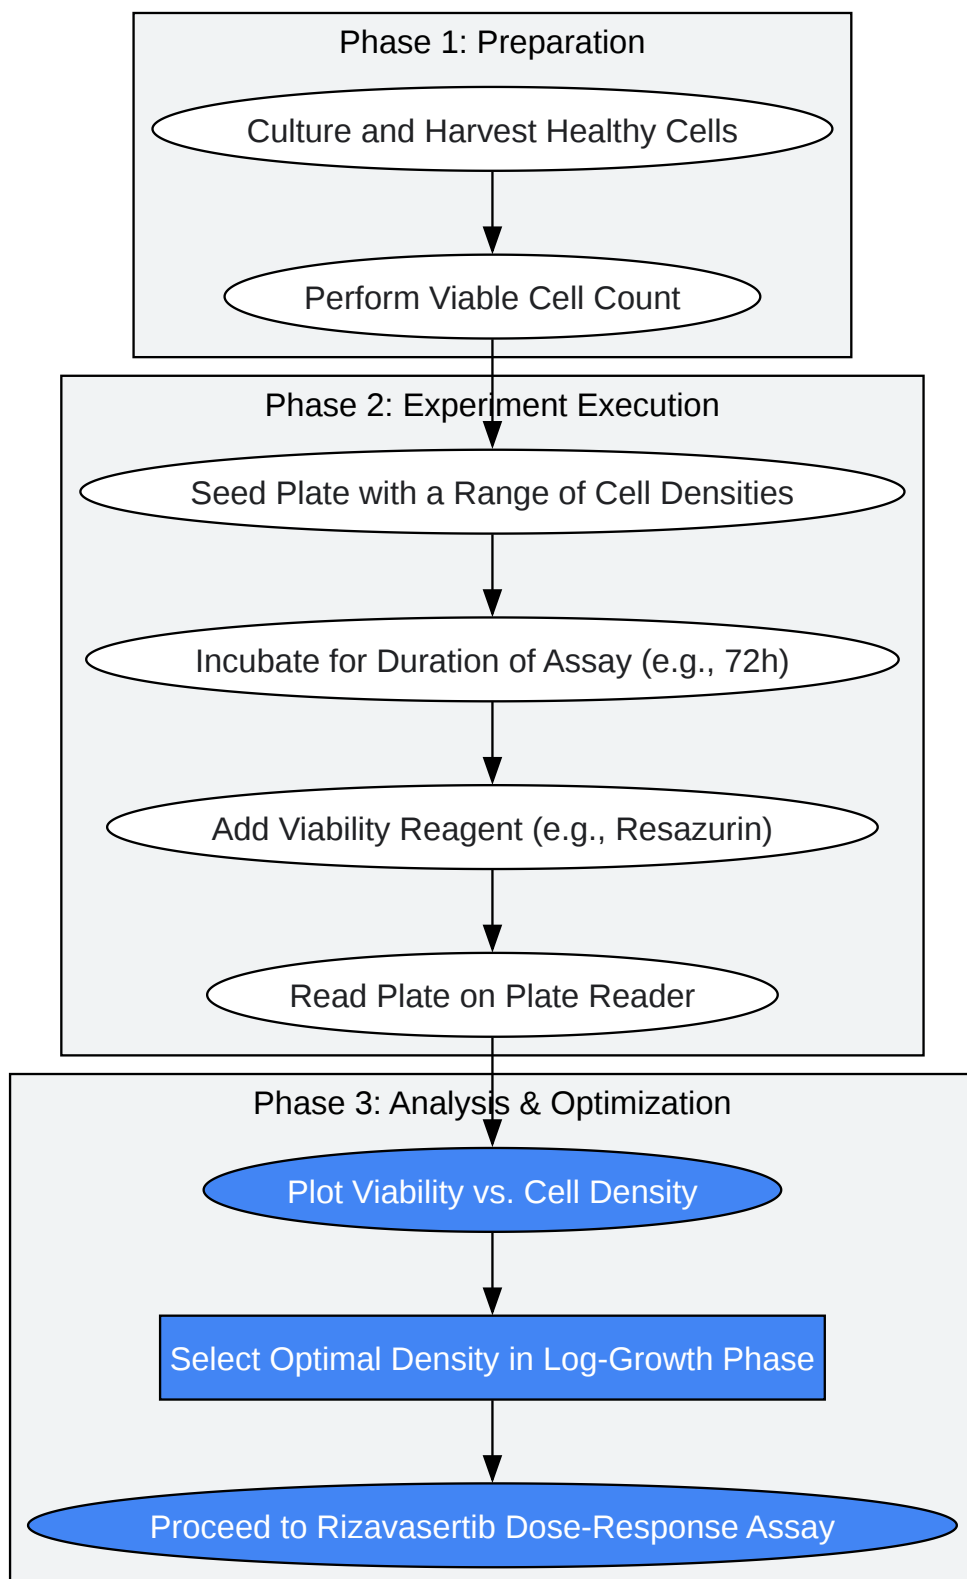 Phase 1: Preparation
Culture and Harvest Healthy Cells
Perform Viable Cell Count
Phase 2: Experiment Execution
Seed Plate with a Range of Cell Densities
Incubate for Duration of Assay (e.g., 72h)
Add Viability Reagent (e.g., Resazurin)
Read Plate on Plate Reader
Phase 3: Analysis & Optimization
Plot Viability vs. Cell Density
Select Optimal Density in Log-Growth Phase
Proceed to Rizavasertib Dose-Response Assay